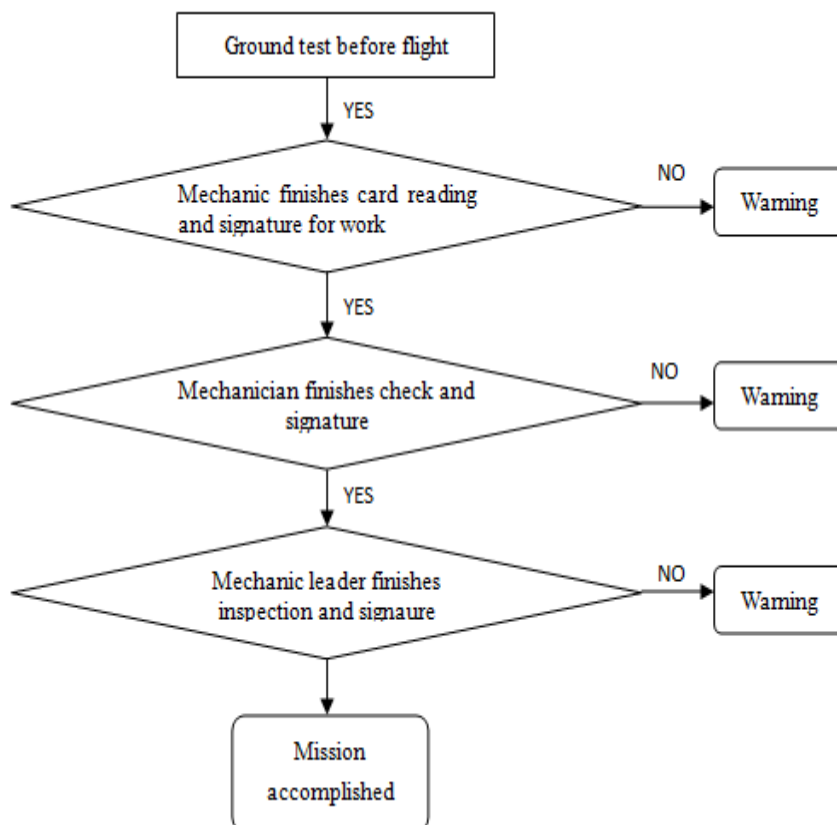 Ground test before flight
YES
Mechanic finishes card reading
and signature for work
NO
Warning
YES
Mechanician finishes check and
signature
NO
Warning
YES
Mechanic leader finishes
inspection and signaure
NO
Warning
Mission
accomplished